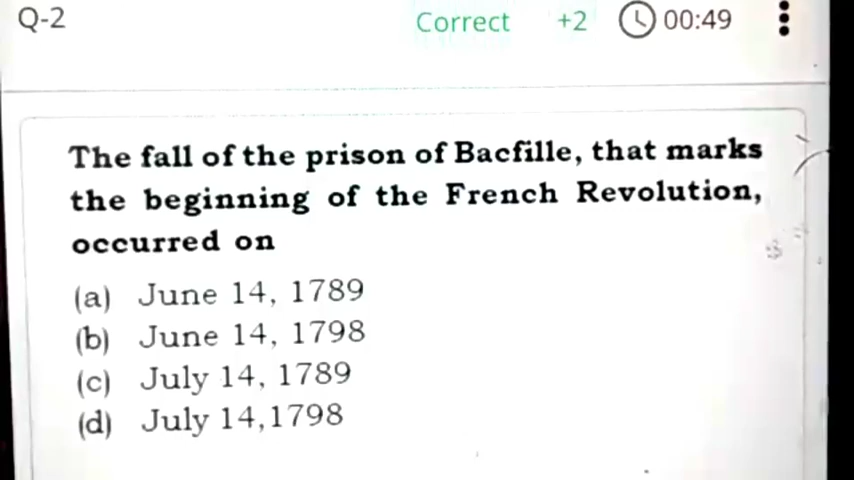 Q-2 Correct +2 00:49
The fall of the prison of Bacfille, that marks
the beginning of the French Revolution,
occurred on
(a) June 14, 1789
(b) June 14, 1798
(c) July 14, 1789
(d) July 14,1798